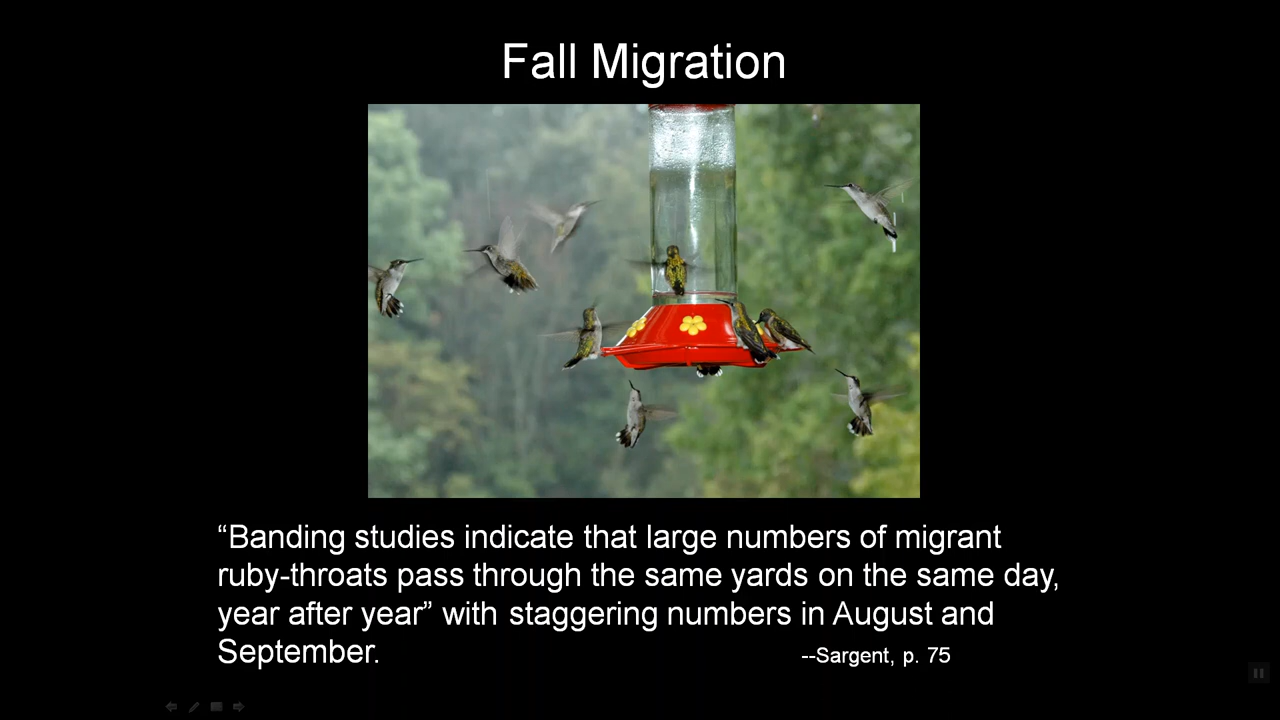 Fall Migration
“Banding studies indicate that large numbers of migrant
ruby-throats pass through the same yards on the same day,
year after year” with staggering numbers in August and
September.
--Sargent, p. 75